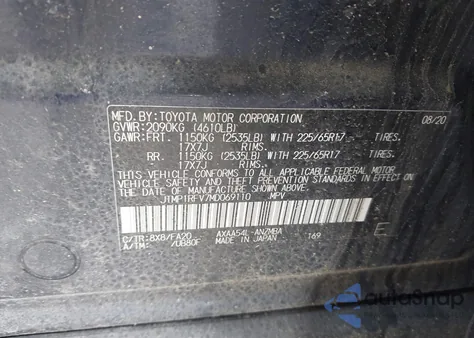 MFD. BY: TOYOTA MOTOR CORPORATION 08/20
GVWR: 2090KG (4610LB)
GAWR: FRT. 1150KG (2535LB) WITH 225/65R17 TIRES.
17X7J RIMS.
RR. 1150KG (2535LB) WITH 225/65R17 TIRES.
17X7J RIMS.
THIS VEHICLE CONFORMS TO ALL APPLICABLE FEDERAL MOTOR
VEHICLE SAFETY AND THEFT PREVENTION STANDARDS IN EFFECT
ON THE DATE OF MANUFACTURE SHOWN ABOVE.
JTMP1RFV7MD069110 MPV
C/TR: 8X8/FA20 AXAA54L-ANZMBA
A/TM: /UB80F MADE IN JAPAN 169
E
autoSnap